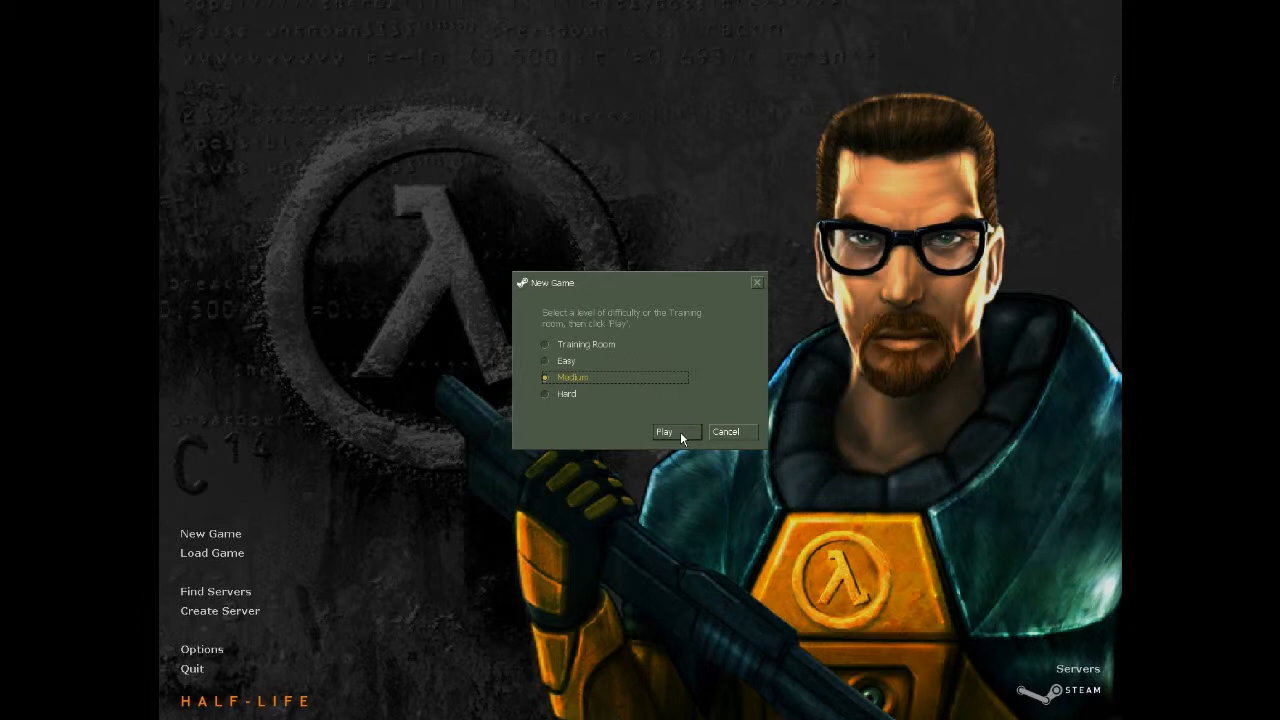 New Game
Select a level of difficulty or the Training
room, then click 'Play'.
Training Room
Easy
Medium
Hard
Play
Cancel
C14
New Game
Load Game
Find Servers
Create Server
Options
Quit
HALF-LIFE
Servers
STEAM